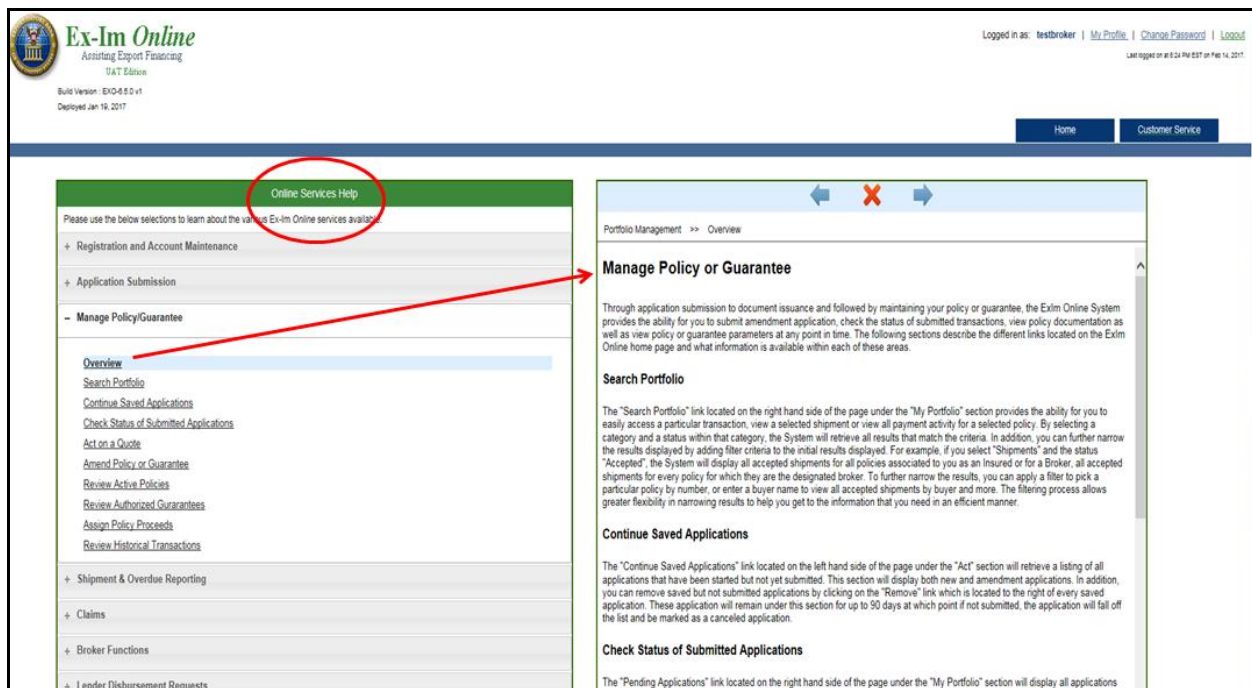 Ex-Im Online
Assisting Export Financing
UAT Edition
Build Version : EXO-6.5.0 v1
Deployed Jan 19, 2017
Logged in as: testbroker | My Profile | Change Password | Logout
Last logged on at 6:24 PM EST on Feb 14, 2017.
Home
Customer Service
Online Services Help
Please use the below selections to learn about the various Ex-Im Online services available.
+ Registration and Account Maintenance
+ Application Submission
– Manage Policy/Guarantee
Overview
Search Portfolio
Continue Saved Applications
Check Status of Submitted Applications
Act on a Quote
Amend Policy or Guarantee
Review Active Policies
Review Authorized Gurarantees
Assign Policy Proceeds
Review Historical Transactions
+ Shipment & Overdue Reporting
+ Claims
+ Broker Functions
+ Lender Disbursement Requests
Portfolio Management >> Overview
Manage Policy or Guarantee
Through application submission to document issuance and followed by maintaining your policy or guarantee, the ExIm Online System
provides the ability for you to submit amendment application, check the status of submitted transactions, view policy documentation as
well as view policy or guarantee parameters at any point in time. The following sections describe the different links located on the ExIm
Online home page and what information is available within each of these areas.
Search Portfolio
The "Search Portfolio" link located on the right hand side of the page under the "My Portfolio" section provides the ability for you to
easily access a particular transaction, view a selected shipment or view all payment activity for a selected policy. By selecting a
category and a status within that category, the System will retrieve all results that match the criteria. In addition, you can further narrow
the results displayed by adding filter criteria to the initial results displayed. For example, if you select "Shipments" and the status
"Accepted", the System will display all accepted shipments for all policies associated to you as an Insured or for a Broker, all accepted
shipments for every policy for which they are the designated broker. To further narrow the results, you can apply a filter to pick a
particular policy by number, or enter a buyer name to view all accepted shipments by buyer and more. The filtering process allows
greater flexibility in narrowing results to help you get to the information that you need in an efficient manner.
Continue Saved Applications
The "Continue Saved Applications" link located on the left hand side of the page under the "Act" section will retrieve a listing of all
applications that have been started but not yet submitted. This section will display both new and amendment applications. In addition,
you can remove saved but not submitted applications by clicking on the "Remove" link which is located to the right of every saved
application. These application will remain under this section for up to 90 days at which point if not submitted, the application will fall off
the list and be marked as a canceled application.
Check Status of Submitted Applications
The "Pending Applications" link located on the right hand side of the page under the "My Portfolio" section will display all applications